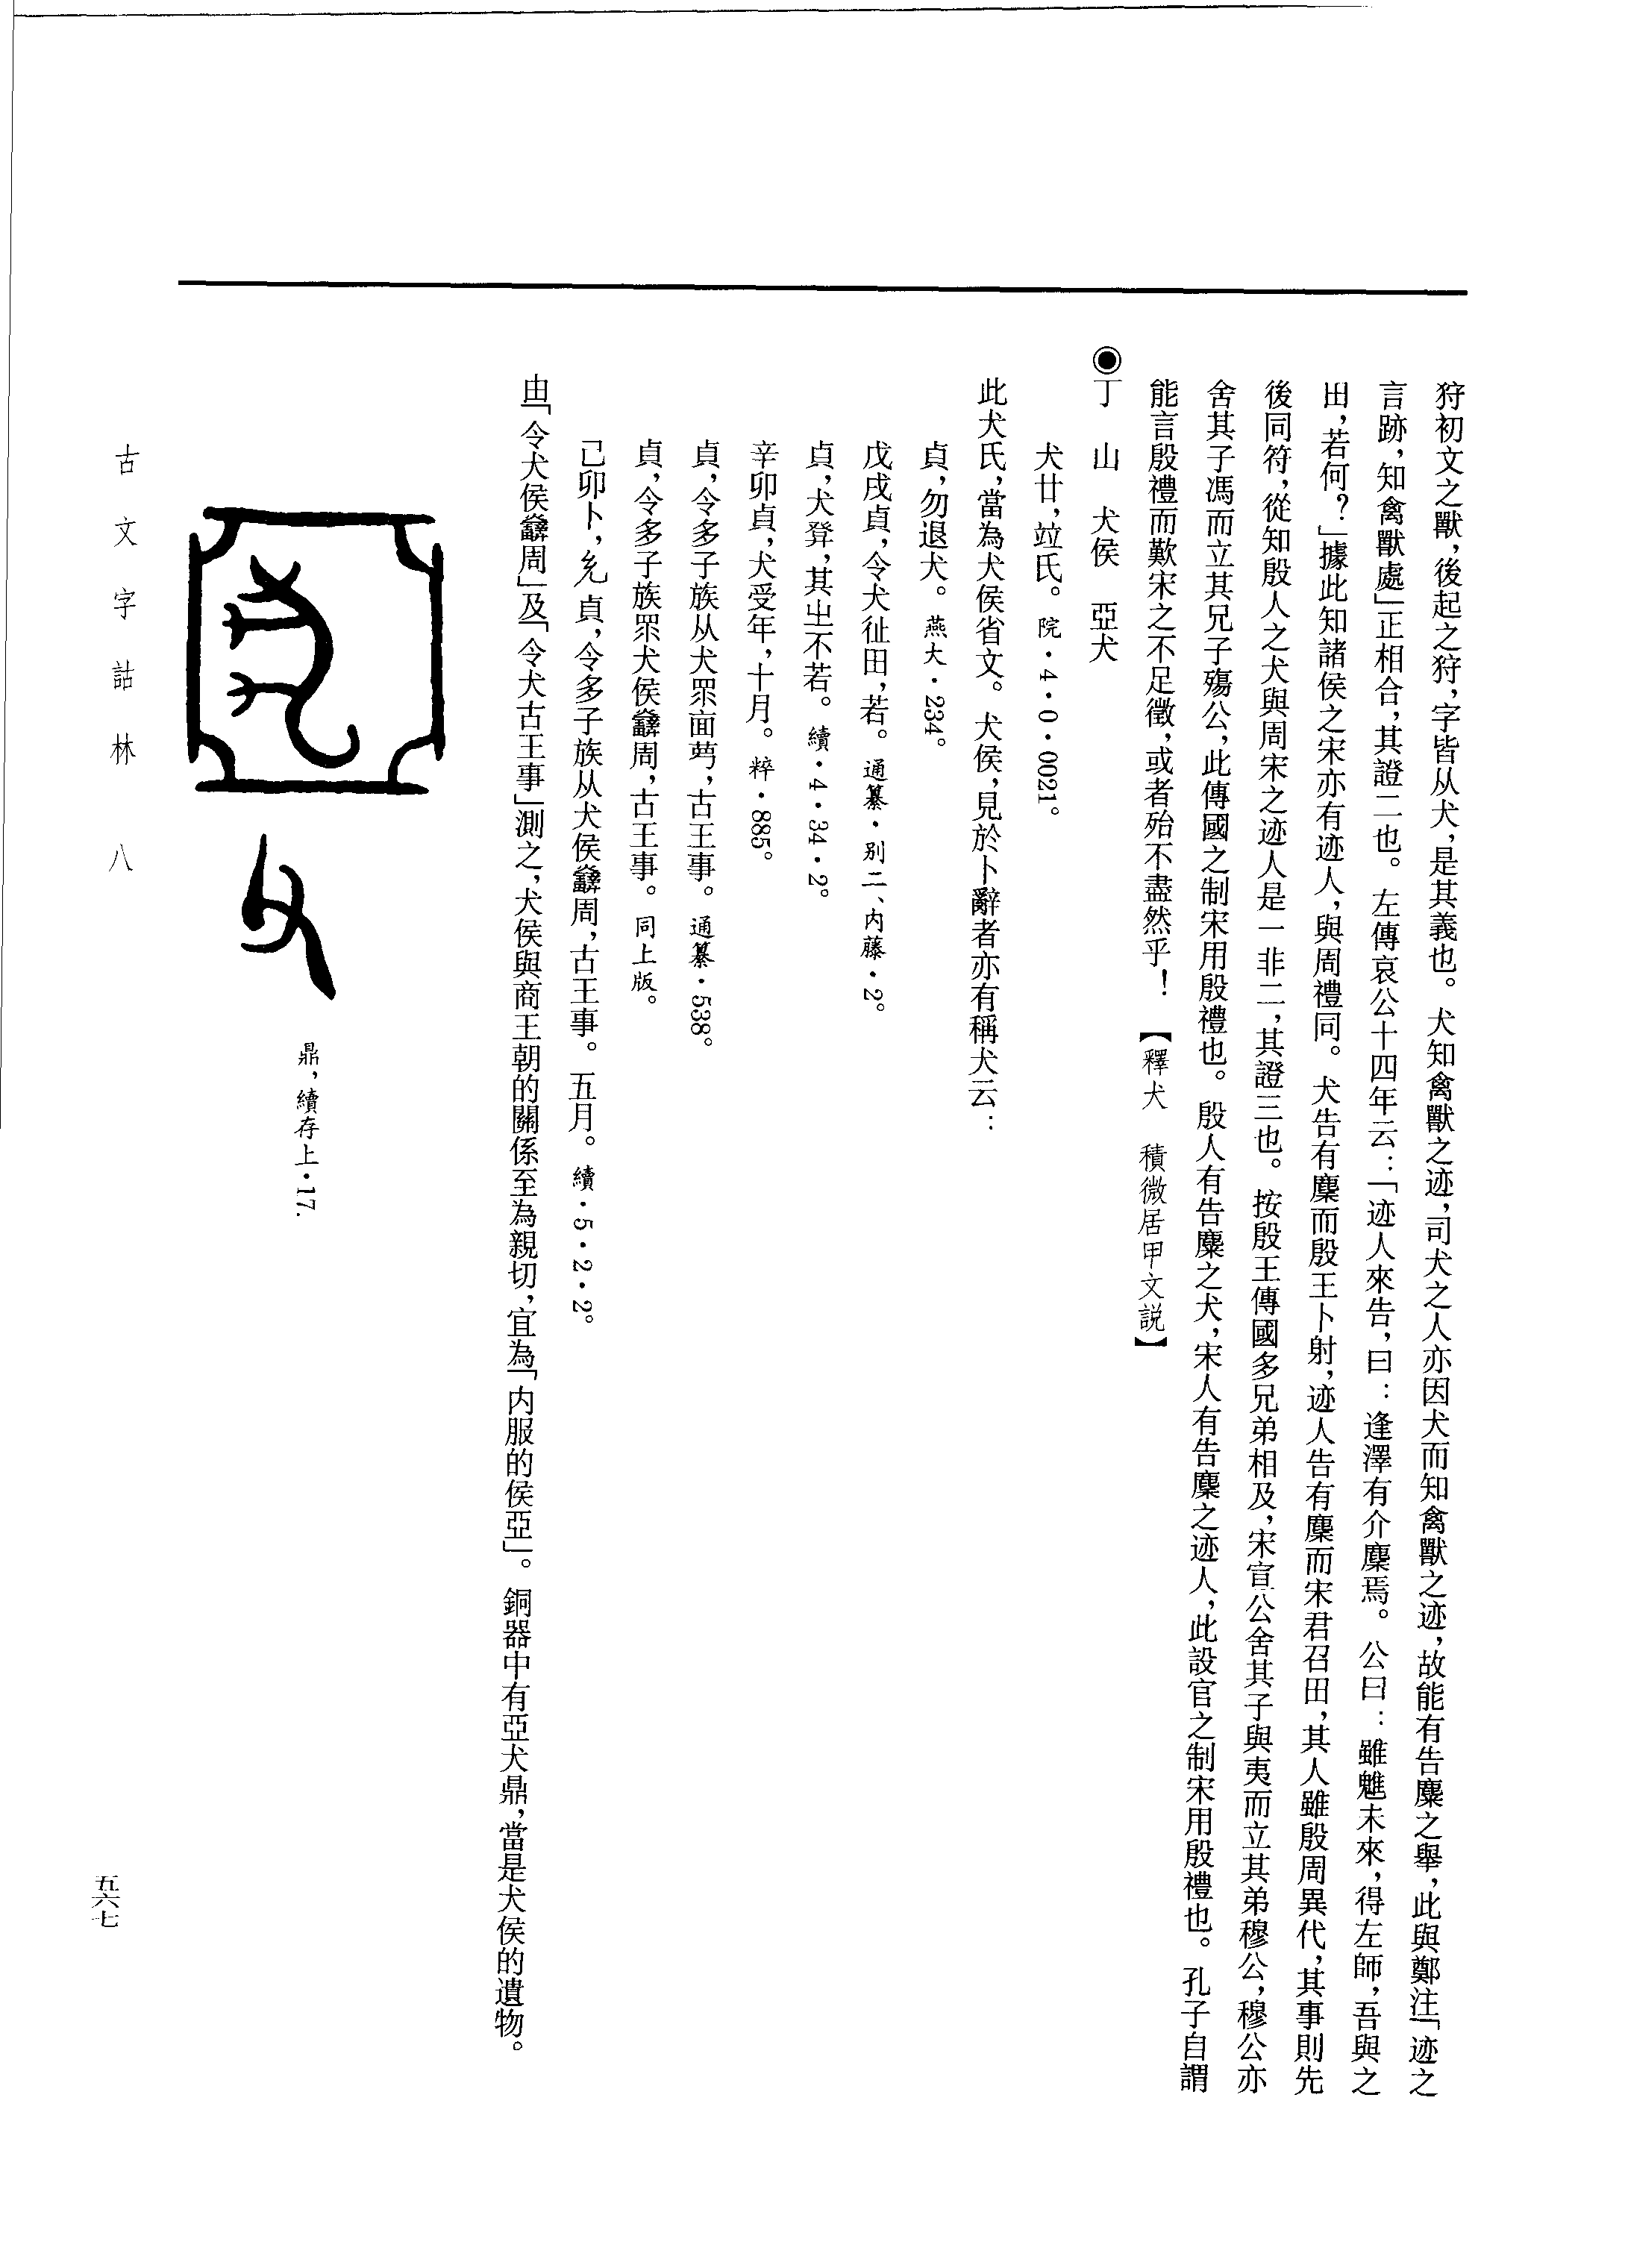 狩初文之獸，後起之狩，字皆从犬，是其義也。犬知禽獸之迹，司犬之人亦因犬而知禽獸之迹，故能有告麋之舉，此與鄭注「迹之
言跡，知禽獸處」正相合，其證二也。左傳哀公十四年云：「迹人來告，曰：逢澤有介麋焉。公曰：雖魋未來，得左師，吾與之
田，若何？」據此知諸侯之宋亦有迹人，與周禮同。犬告有麋而殷王卜射，迹人告有麋而宋君召田，其人雖殷周異代，其事則先
後同符，從知殷人之犬與周宋之迹人是一非二，其證三也。按殷王傳國多兄弟相及，宋宣公舍其子與夷而立其弟穆公，穆公亦
舍其子馮而立其兄子殤公，此傳國之制宋用殷禮也。殷人有告麋之犬，宋人有告麋之迹人，此設官之制宋用殷禮也。孔子自謂
能言殷禮而歎宋之不足徵，或者殆不盡然乎！【釋犬　積微居甲文説】
◉丁　山　犬侯　亞犬
犬廿，竝氏。院·4·0·0021。
此犬氏，當為犬侯省文。犬侯，見於卜辭者亦有稱犬云：
貞，勿退犬。燕大·234。
戊戌貞，令犬㣔田，若。通纂·别二、内藤·2。
貞，犬䇓，其㞢不若。續·4·34·2。
辛卯貞，犬受年，十月。粹·885。
貞，令多子族从犬眔面，古王事。通纂·538。
貞，令多子族眔犬侯周，古王事。同上版。
己卯卜，貞，令多子族从犬侯周，古王事。五月。續·5·2·2。
由「令犬侯周」及「令犬古王事」測之，犬侯與商王朝的關係至為親切，宜為「内服的侯亞」。銅器中有亞犬鼎，當是犬侯的遺物。
鼎，續存上·17.
古文字詁林　八
五六七